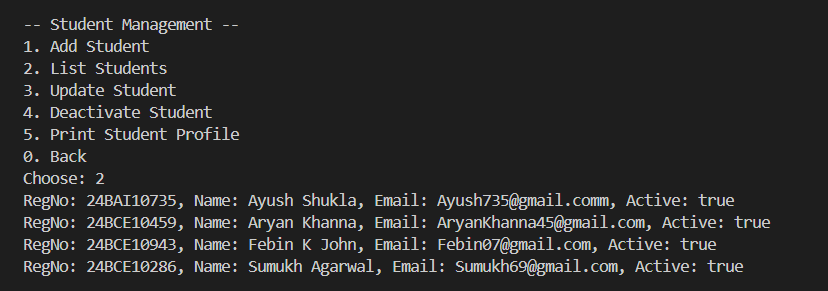 -- Student Management --
1. Add Student
2. List Students
3. Update Student
4. Deactivate Student
5. Print Student Profile
0. Back
Choose: 2
RegNo: 24BAI10735, Name: Ayush Shukla, Email: Ayush735@gmail.comm, Active: true
RegNo: 24BCE10459, Name: Aryan Khanna, Email: AryanKhanna45@gmail.com, Active: true
RegNo: 24BCE10943, Name: Febin K John, Email: Febin07@gmail.com, Active: true
RegNo: 24BCE10286, Name: Sumukh Agarwal, Email: Sumukh69@gmail.com, Active: true